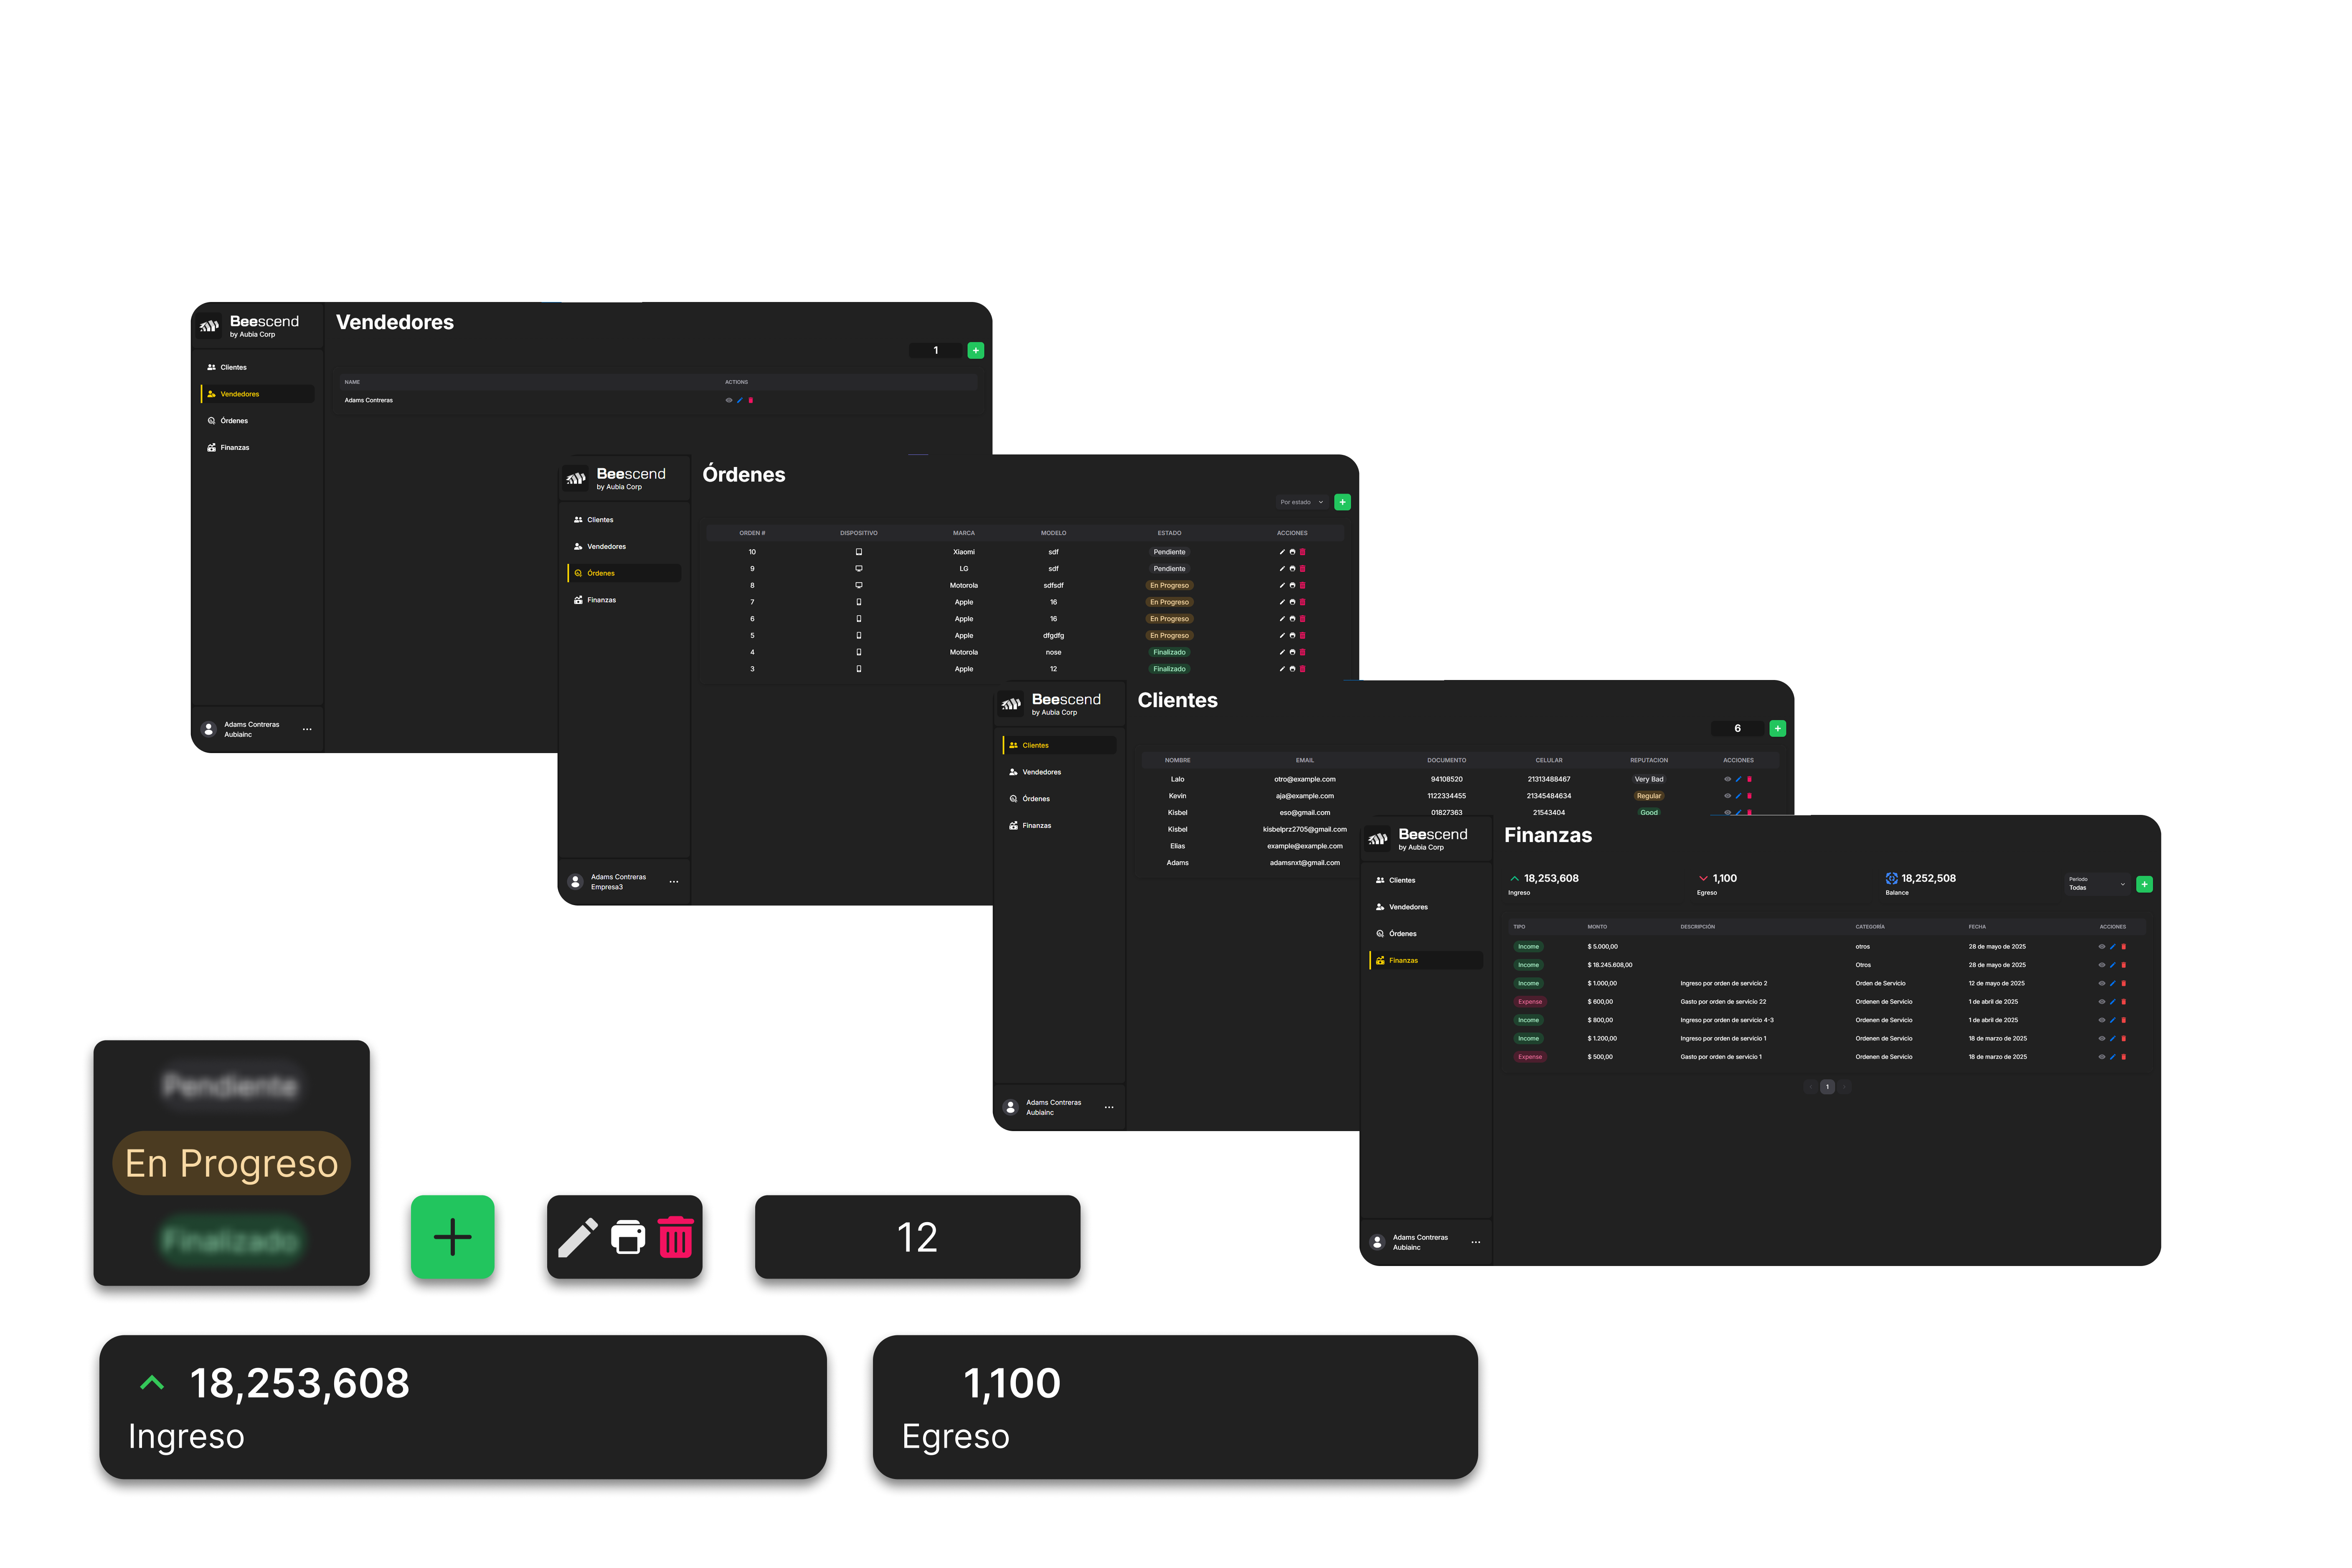 Beescend
by Aubia Corp
Clientes
Vendedores
Órdenes
Finanzas
Adams Contreras
Aubiainc
Vendedores
1
NAME ACTIONS
Adams Contreras
Beescend
by Aubia Corp
Clientes
Vendedores
Órdenes
Finanzas
Adams Contreras
Empresa3
Órdenes
Por estado
ORDEN # DISPOSITIVO MARCA MODELO ESTADO ACCIONES
10 Xiaomi sdf Pendiente
9 LG sdf Pendiente
8 Motorola sdfsdf En Progreso
7 Apple 16 En Progreso
6 Apple 16 En Progreso
5 Apple dfgdfg En Progreso
4 Motorola nose Finalizado
3 Apple 12 Finalizado
Beescend
by Aubia Corp
Clientes
Vendedores
Órdenes
Finanzas
Adams Contreras
Aubiainc
Clientes
6
NOMBRE EMAIL DOCUMENTO CELULAR REPUTACION ACCIONES
Lalo otro@example.com 94108520 21313488467 Very Bad
Kevin aja@example.com 1122334455 21345484634 Regular
Kisbel eso@gmail.com 01827363 21543404 Good
Kisbel kisbelprz2705@gmail.com
Elias example@example.com
Adams adamsnxt@gmail.com
Beescend
by Aubia Corp
Clientes
Vendedores
Órdenes
Finanzas
Adams Contreras
Aubiainc
Finanzas
18,253,608
Ingreso
1,100
Egreso
18,252,508
Balance
Periodo
Todas
TIPO MONTO DESCRIPCIÓN CATEGORÍA FECHA ACCIONES
Income $ 5.000,00 otros 28 de mayo de 2025
Income $ 18.245.608,00 Otros 28 de mayo de 2025
Income $ 1.000,00 Ingreso por orden de servicio 2 Orden de Servicio 12 de mayo de 2025
Expense $ 600,00 Gasto por orden de servicio 22 Ordenen de Servicio 1 de abril de 2025
Income $ 800,00 Ingreso por orden de servicio 4-3 Ordenen de Servicio 1 de abril de 2025
Income $ 1.200,00 Ingreso por orden de servicio 1 Ordenen de Servicio 18 de marzo de 2025
Expense $ 500,00 Gasto por orden de servicio 1 Ordenen de Servicio 18 de marzo de 2025
1
Pendiente
En Progreso
Finalizado
12
18,253,608
Ingreso
1,100
Egreso